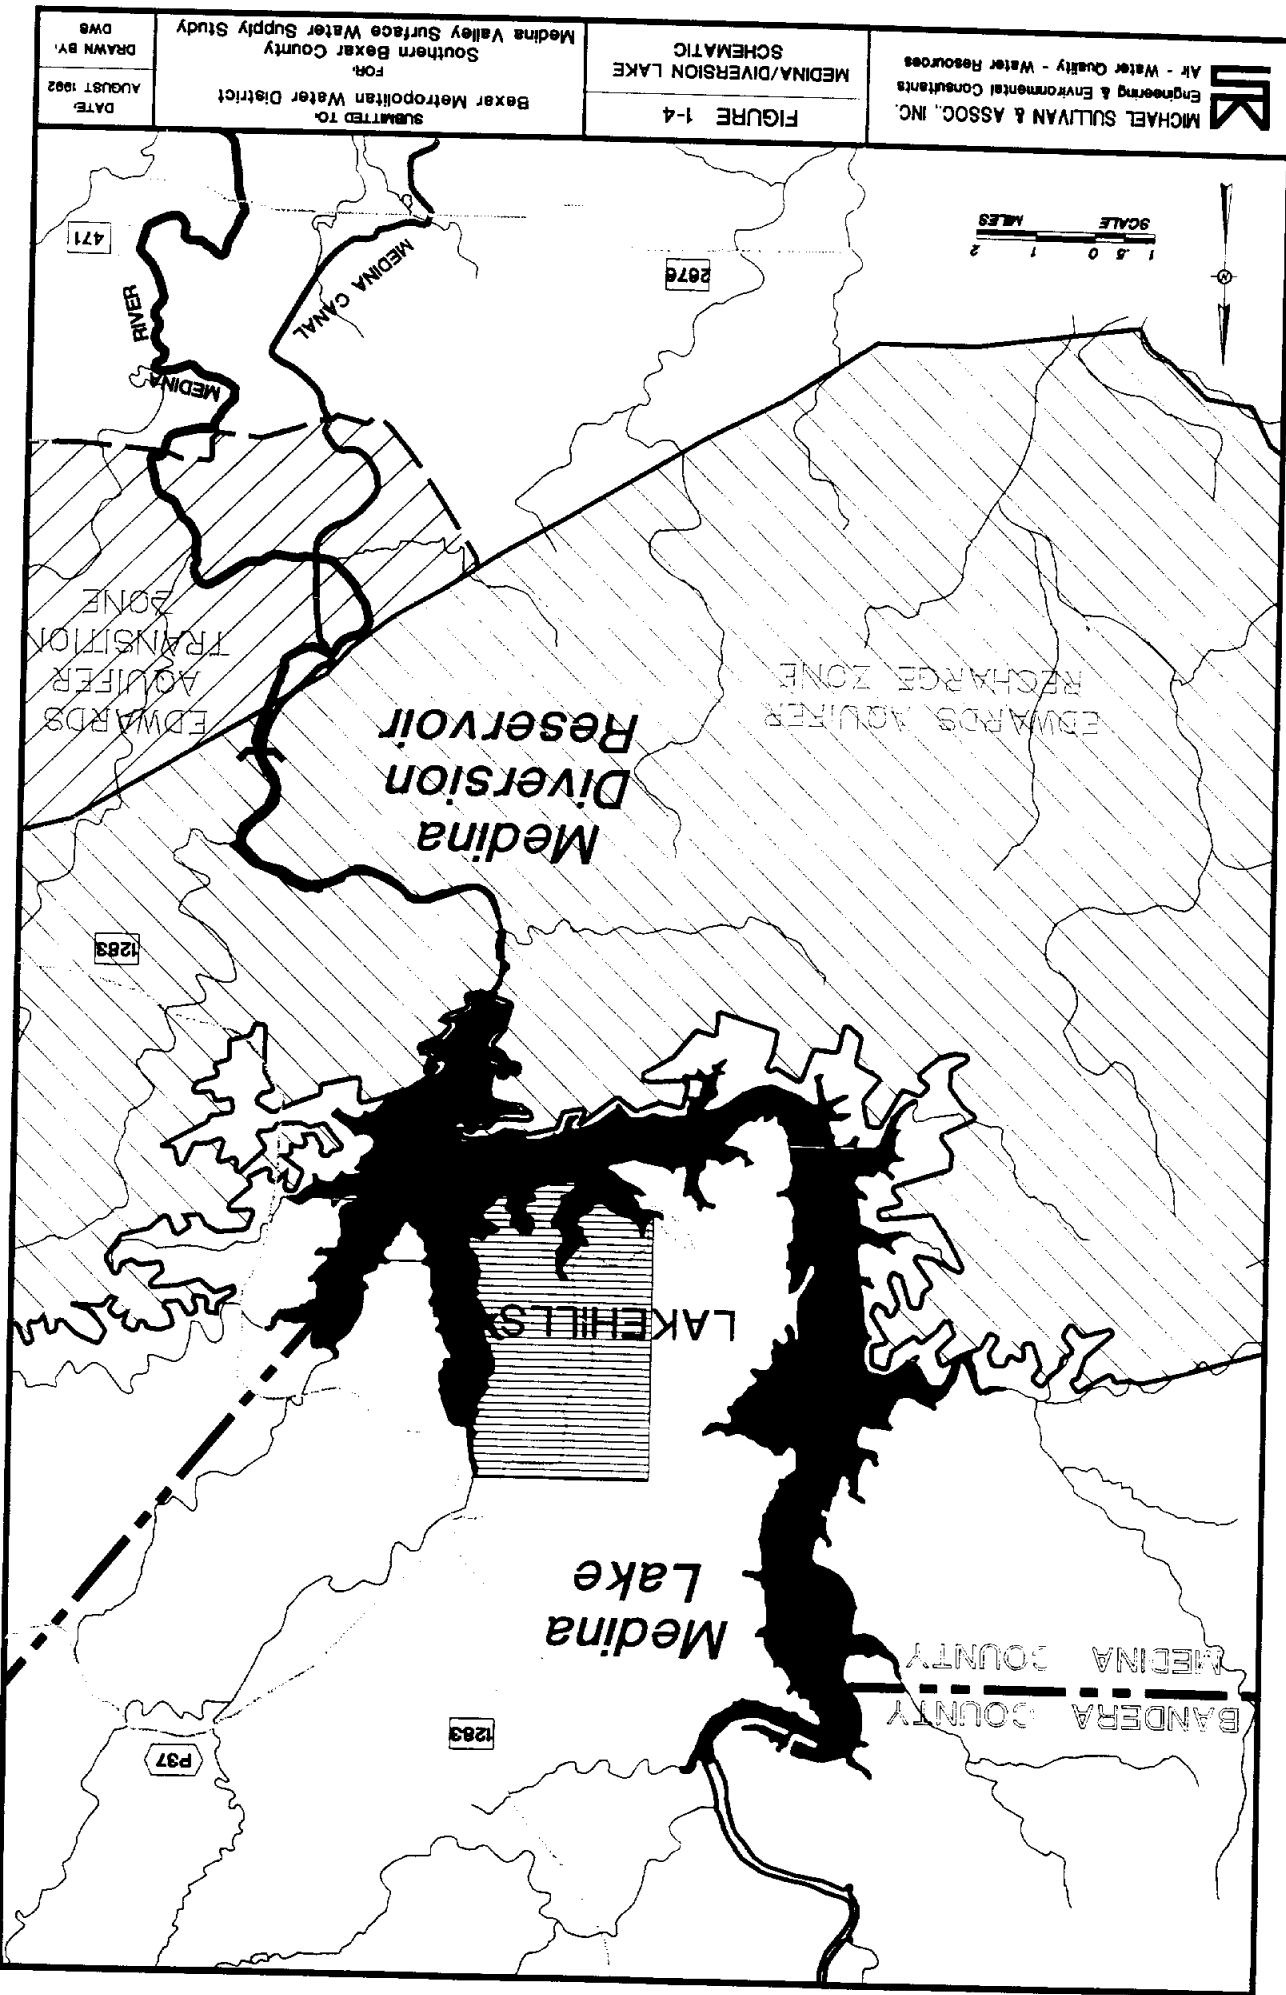 BANDERA COUNTY
MEDINA COUNTY
P37
1283
Medina
Lake
LAKEHILLS
1283
Medina
Diversion
Reservoir
EDWARDS AQUIFER
RECHARGE ZONE
EDWARDS
AQUIFER
TRANSITION
ZONE
MEDINA
RIVER
MEDINA CANAL
2676
471
N
1 .5 0 1 2
SCALE MILES
MICHAEL SULLIVAN & ASSOC., INC.
Engineering & Environmental Consultants
Air - Water Quality - Water Resources
FIGURE 1-4
MEDINA/DIVERSION LAKE
SCHEMATIC
SUBMITTED TO:
Bexar Metropolitan Water District
FOR:
Southern Bexar County
Medina Valley Surface Water Supply Study
DATE:
AUGUST 1992
DRAWN BY:
DWB